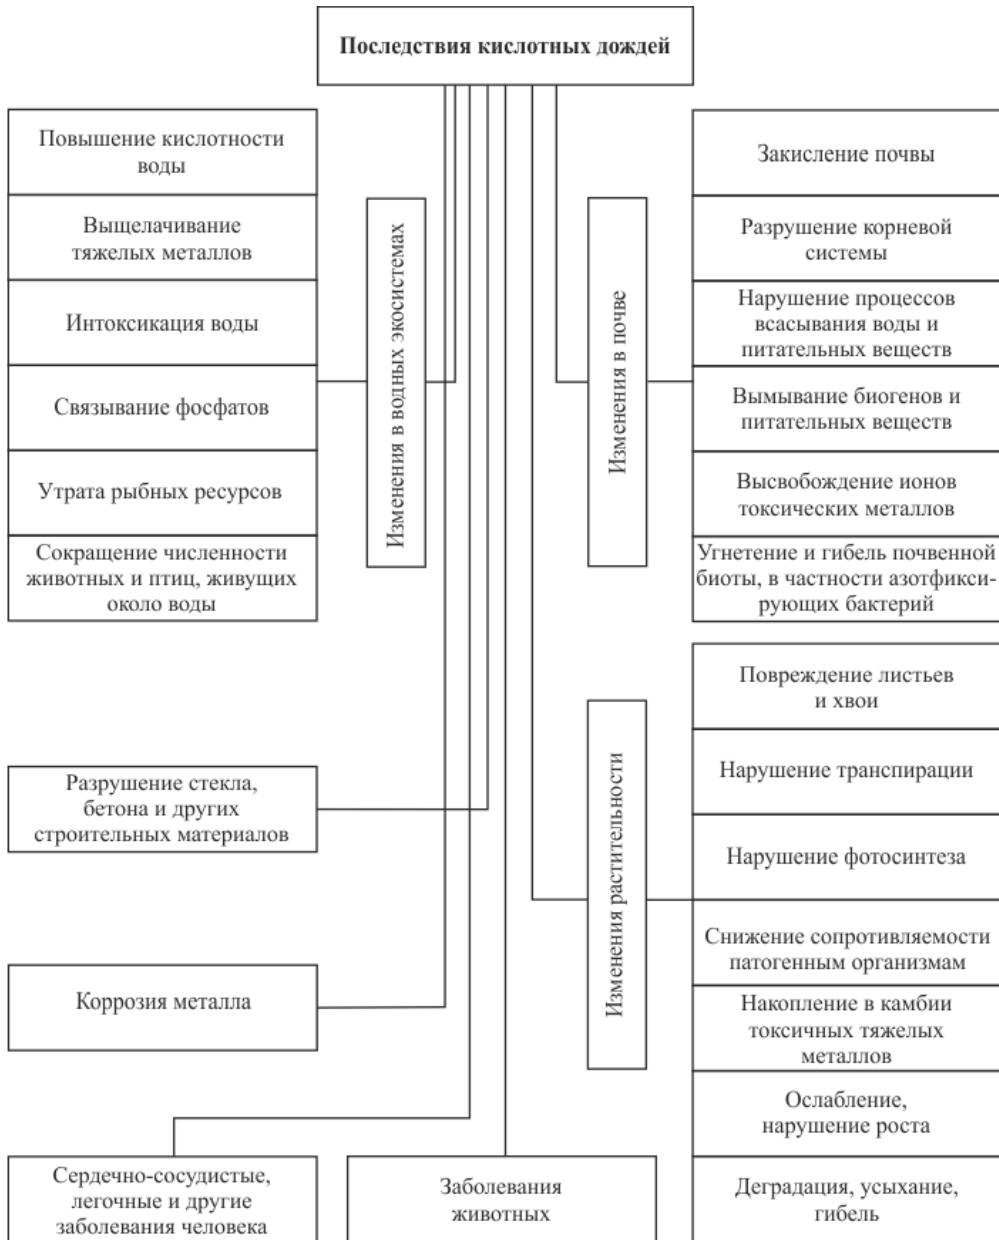 Последствия кислотных дождей
Повышение кислотности
воды
Выщелачивание
тяжелых металлов
Интоксикация воды
Связывание фосфатов
Утрата рыбных ресурсов
Сокращение численности
животных и птиц, живущих
около воды
Изменения в водных экосистемах
Изменения в почве
Закисление почвы
Разрушение корневой
системы
Нарушение процессов
всасывания воды и
питательных веществ
Вымывание биогенов и
питательных веществ
Высвобождение ионов
токсических металлов
Угнетение и гибель почвенной
биоты, в частности азотфикси-
рующих бактерий
Разрушение стекла,
бетона и других
строительных материалов
Коррозия металла
Сердечно-сосудистые,
легочные и другие
заболевания человека
Заболевания
животных
Изменения растительности
Повреждение листьев
и хвои
Нарушение транспирации
Нарушение фотосинтеза
Снижение сопротивляемости
патогенным организмам
Накопление в камбии
токсичных тяжелых
металлов
Ослабление,
нарушение роста
Деградация, усыхание,
гибель